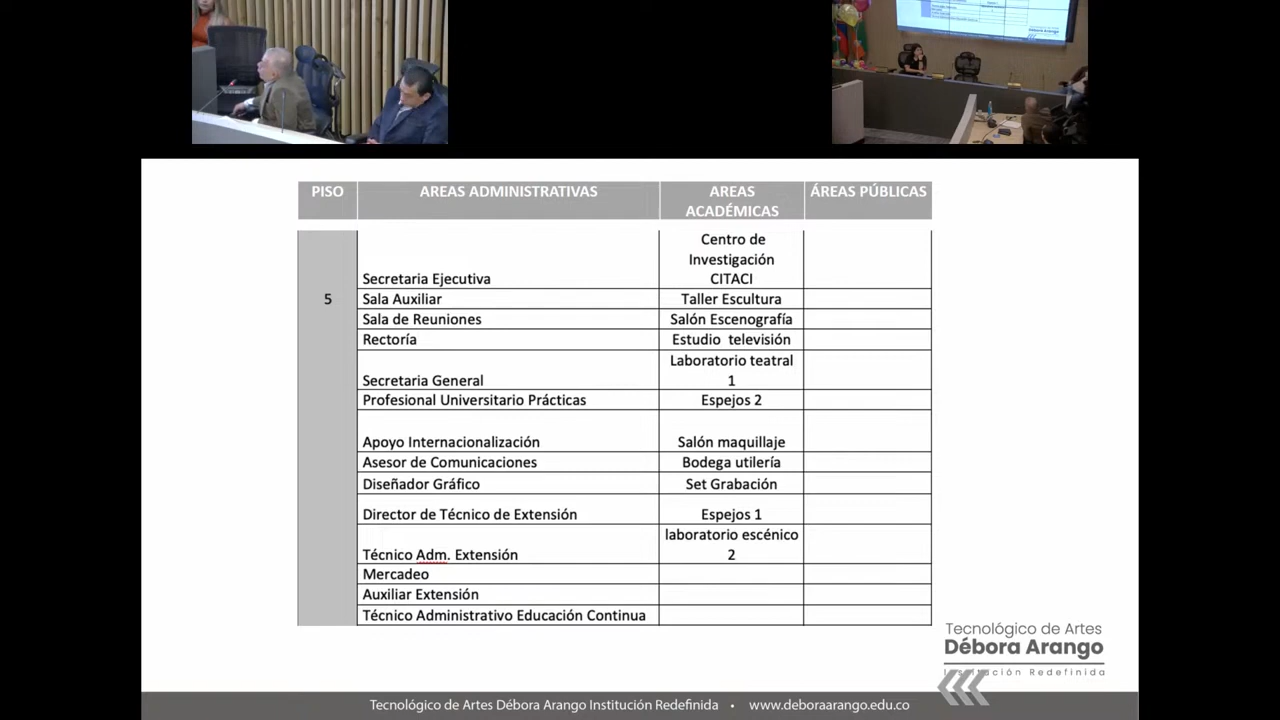 Débora Arango
PISO AREAS ADMINISTRATIVAS AREAS ACADÉMICAS ÁREAS PÚBLICAS
5
Secretaria Ejecutiva Centro de Investigación CITACI
Sala Auxiliar Taller Escultura
Sala de Reuniones Salón Escenografía
Rectoría Estudio televisión
Secretaria General Laboratorio teatral 1
Profesional Universitario Prácticas Espejos 2
Apoyo Internacionalización Salón maquillaje
Asesor de Comunicaciones Bodega utilería
Diseñador Gráfico Set Grabación
Director de Técnico de Extensión Espejos 1
Técnico Adm. Extensión laboratorio escénico 2
Mercadeo
Auxiliar Extensión
Técnico Administrativo Educación Continua
Tecnológico de Artes
Débora Arango
Institución Redefinida
Tecnológico de Artes Débora Arango Institución Redefinida • www.deboraarango.edu.co